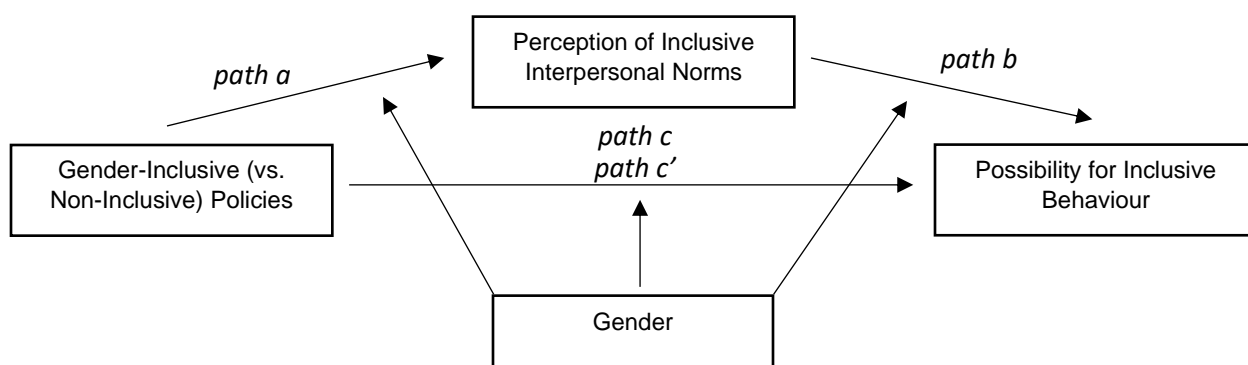 Perception of Inclusive
Interpersonal Norms
path a
path b
path c
path c’
Gender-Inclusive (vs.
Non-Inclusive) Policies
Possibility for Inclusive
Behaviour
Gender